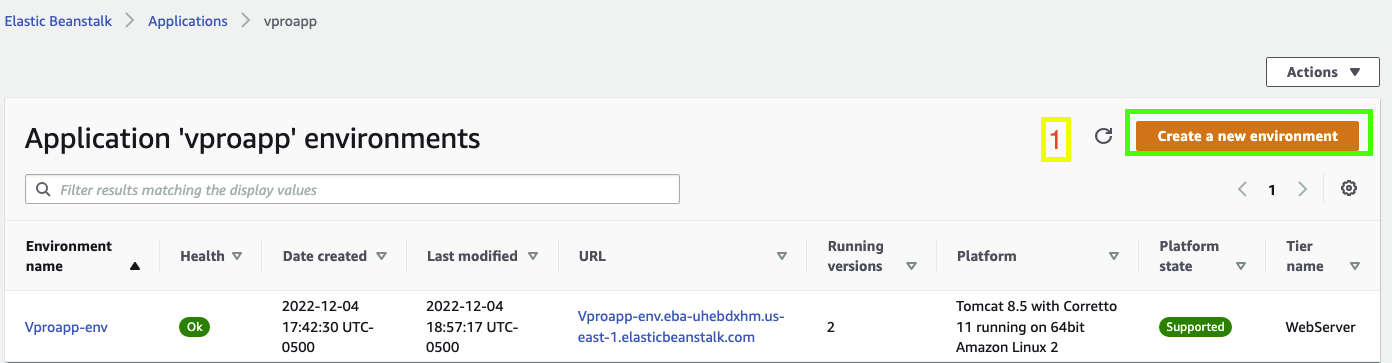 Elastic Beanstalk > Applications > vproapp
Actions
Application 'vproapp' environments
1
Create a new environment
Filter results matching the display values
1
Environment name
Health
Date created
Last modified
URL
Running versions
Platform
Platform state
Tier name
Vproapp-env
Ok
2022-12-04
17:42:30 UTC-
0500
2022-12-04
18:57:17 UTC-
0500
Vproapp-env.eba-uhebdxhm.us-
east-1.elasticbeanstalk.com
2
Tomcat 8.5 with Corretto
11 running on 64bit
Amazon Linux 2
Supported
WebServer